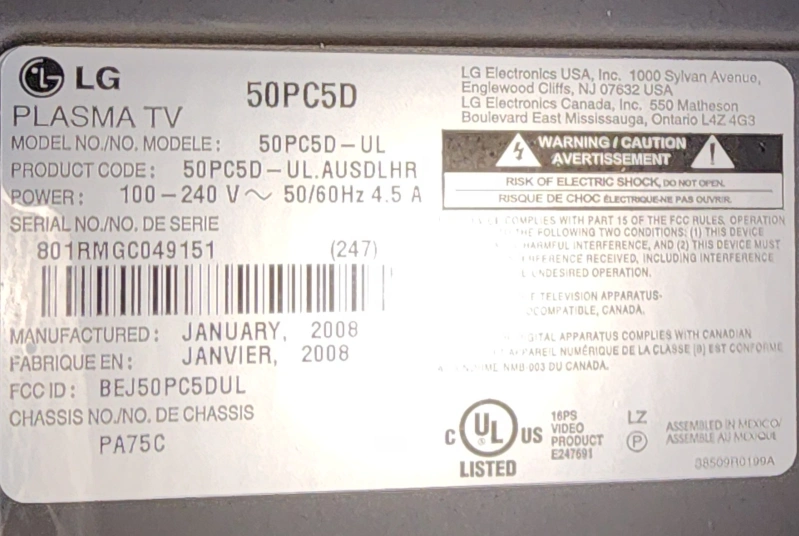 LG
50PC5D
PLASMA TV
MODEL NO./NO. MODELE: 50PC5D-UL
PRODUCT CODE: 50PC5D-UL.AUSDLHR
POWER: 100-240 V~ 50/60Hz 4.5 A
SERIAL NO./NO. DE SERIE
801RMGC049151 (247)
MANUFACTURED: JANUARY, 2008
FABRIQUE EN: JANVIER, 2008
FCC ID: BEJ50PC5DUL
CHASSIS NO./NO. DE CHASSIS
PA75C
LG Electronics USA, Inc. 1000 Sylvan Avenue,
Englewood Cliffs, NJ 07632 USA
LG Electronics Canada, Inc. 550 Matheson
Boulevard East Mississauga, Ontario L4Z 4G3
WARNING / CAUTION
AVERTISSEMENT
RISK OF ELECTRIC SHOCK, DO NOT OPEN.
RISQUE DE CHOC ÉLECTRIQUE-NE PAS OUVRIR.
COMPLIES WITH PART 15 OF THE FCC RULES, OPERATION
THE FOLLOWING TWO CONDITIONS: (1) THIS DEVICE
HARMFUL INTERFERENCE, AND (2) THIS DEVICE MUST
INTERFERENCE RECEIVED, INCLUDING INTERFERENCE
UNDESIRED OPERATION.
TELEVISION APPARATUS-
CANADA.
DIGITAL APPARATUS COMPLIES WITH CANADIAN
APPAREIL NUMÉRIQUE DE LA CLASSE [B] EST CONFORME
NMB-003 DU CANADA.
C UL US
®
LISTED
16PS
VIDEO
PRODUCT
E247691
LZ
P
ASSEMBLED IN MEXICO/
ASSEMBLE AU MEXIQUE
38509R0199A